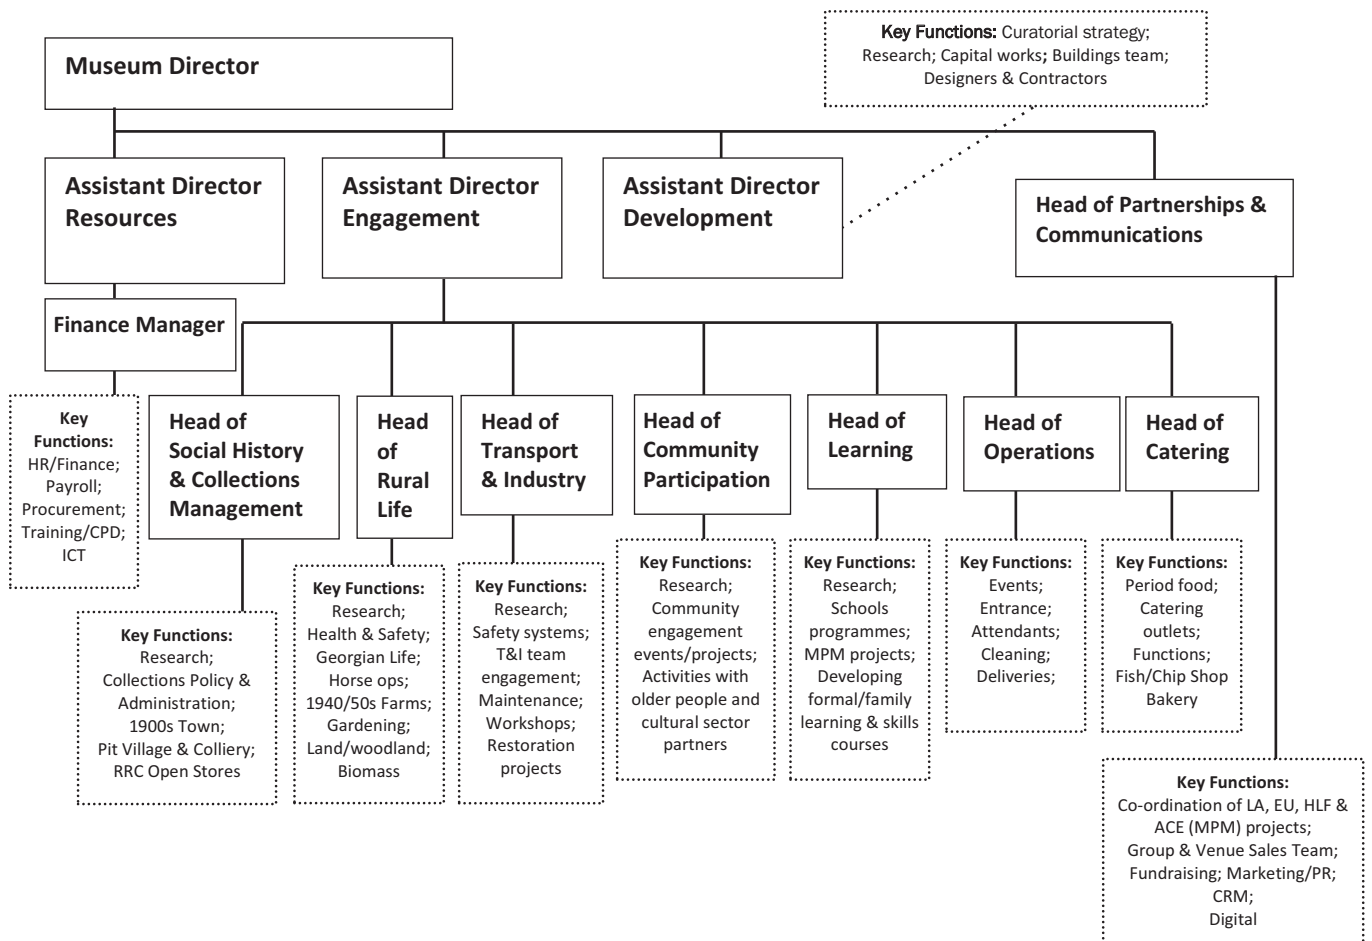 Key Functions: Curatorial strategy;
Research; Capital works; Buildings team;
Designers & Contractors
Museum Director
Assistant Director
Resources
Assistant Director
Engagement
Assistant Director
Development
Head of Partnerships &
Communications
Finance Manager
Key
Functions:
HR/Finance;
Payroll;
Procurement;
Training/CPD;
ICT
Head of
Social History
& Collections
Management
Head
of
Rural
Life
Head of
Transport
& Industry
Head of
Community
Participation
Head of
Learning
Head of
Operations
Head of
Catering
Key Functions:
Research;
Collections Policy &
Administration;
1900s Town;
Pit Village & Colliery;
RRC Open Stores
Key Functions:
Research;
Health & Safety;
Georgian Life;
Horse ops;
1940/50s Farms;
Gardening;
Land/woodland;
Biomass
Key Functions:
Research;
Safety systems;
T&I team
engagement;
Maintenance;
Workshops;
Restoration
projects
Key Functions:
Research;
Community
engagement
events/projects;
Activities with
older people and
cultural sector
partners
Key Functions:
Research;
Schools
programmes;
MPM projects;
Developing
formal/family
learning & skills
courses
Key Functions:
Events;
Entrance;
Attendants;
Cleaning;
Deliveries;
Key Functions:
Period food;
Catering
outlets;
Functions;
Fish/Chip Shop
Bakery
Key Functions:
Co-ordination of LA, EU, HLF &
ACE (MPM) projects;
Group & Venue Sales Team;
Fundraising; Marketing/PR;
CRM;
Digital